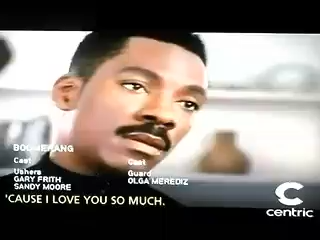 BOOMERANG
Cast
Cast
Ushers
Guard
GARY FRITH
OLGA MEREDIZ
SANDY MOORE
'CAUSE I LOVE YOU SO MUCH.
C
centric